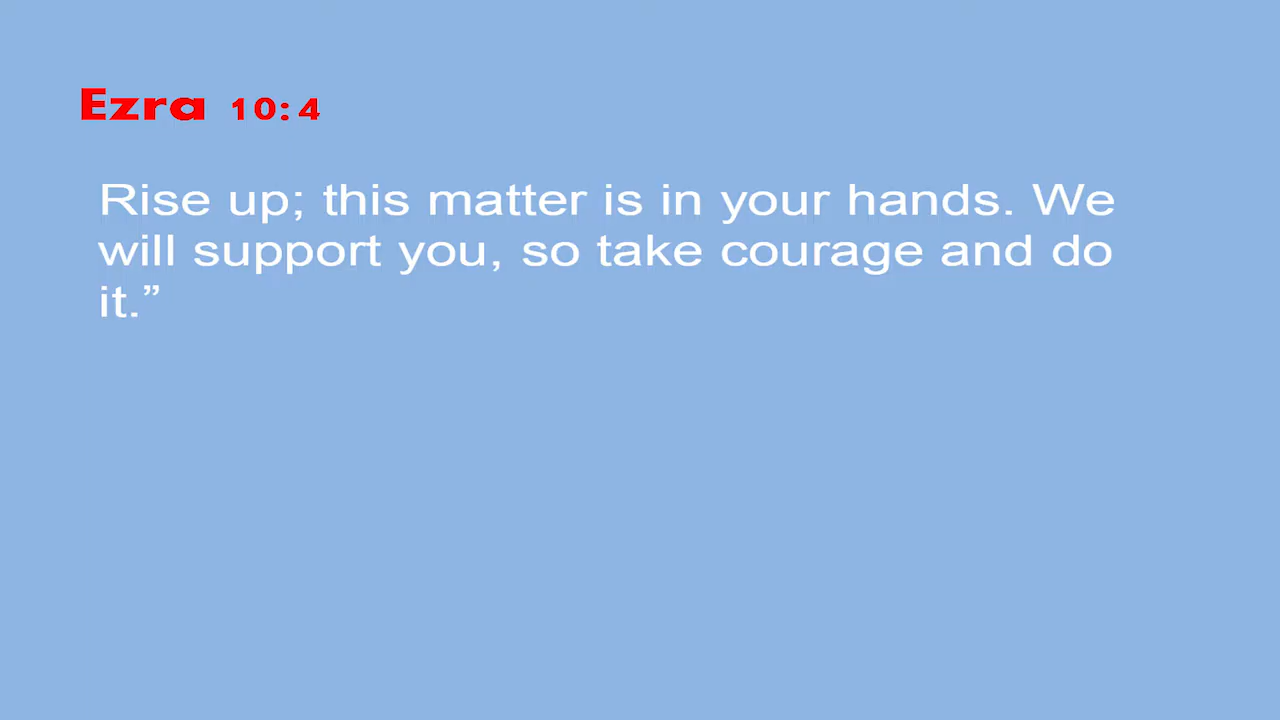 Ezra 10:4
Rise up; this matter is in your hands. We
will support you, so take courage and do
it.”